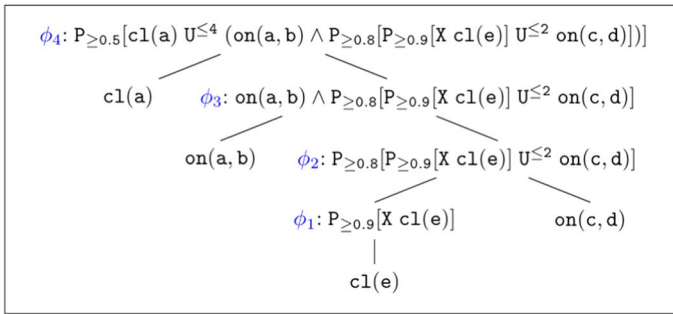 ϕ₄: P≥0.5[cl(a) U≤4 (on(a, b) ∧ P≥0.8[P≥0.9[X cl(e)] U≤2 on(c, d)])]
cl(a) ϕ₃: on(a, b) ∧ P≥0.8[P≥0.9[X cl(e)] U≤2 on(c, d)]
on(a, b) ϕ₂: P≥0.8[P≥0.9[X cl(e)] U≤2 on(c, d)]
ϕ₁: P≥0.9[X cl(e)] on(c, d)
cl(e)